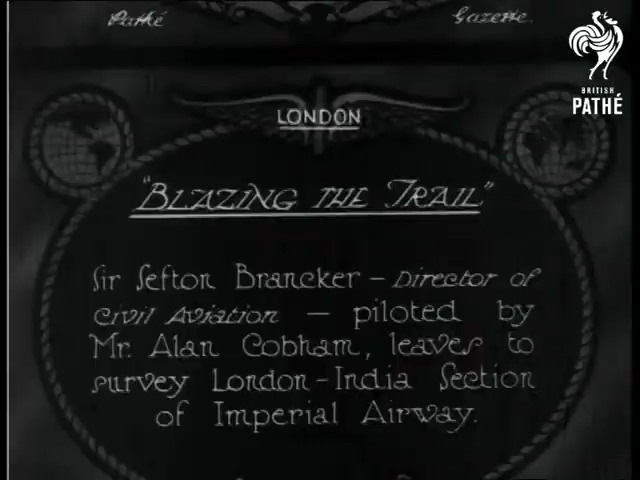 Pathé Gazette.
BRITISH
PATHÉ
LONDON
"BLAZING THE TRAIL"
Sir Sefton Brancker - Director of
Civil Aviation - piloted by
Mr. Alan Cobham, leaves to
survey London-India Section
of Imperial Airway.